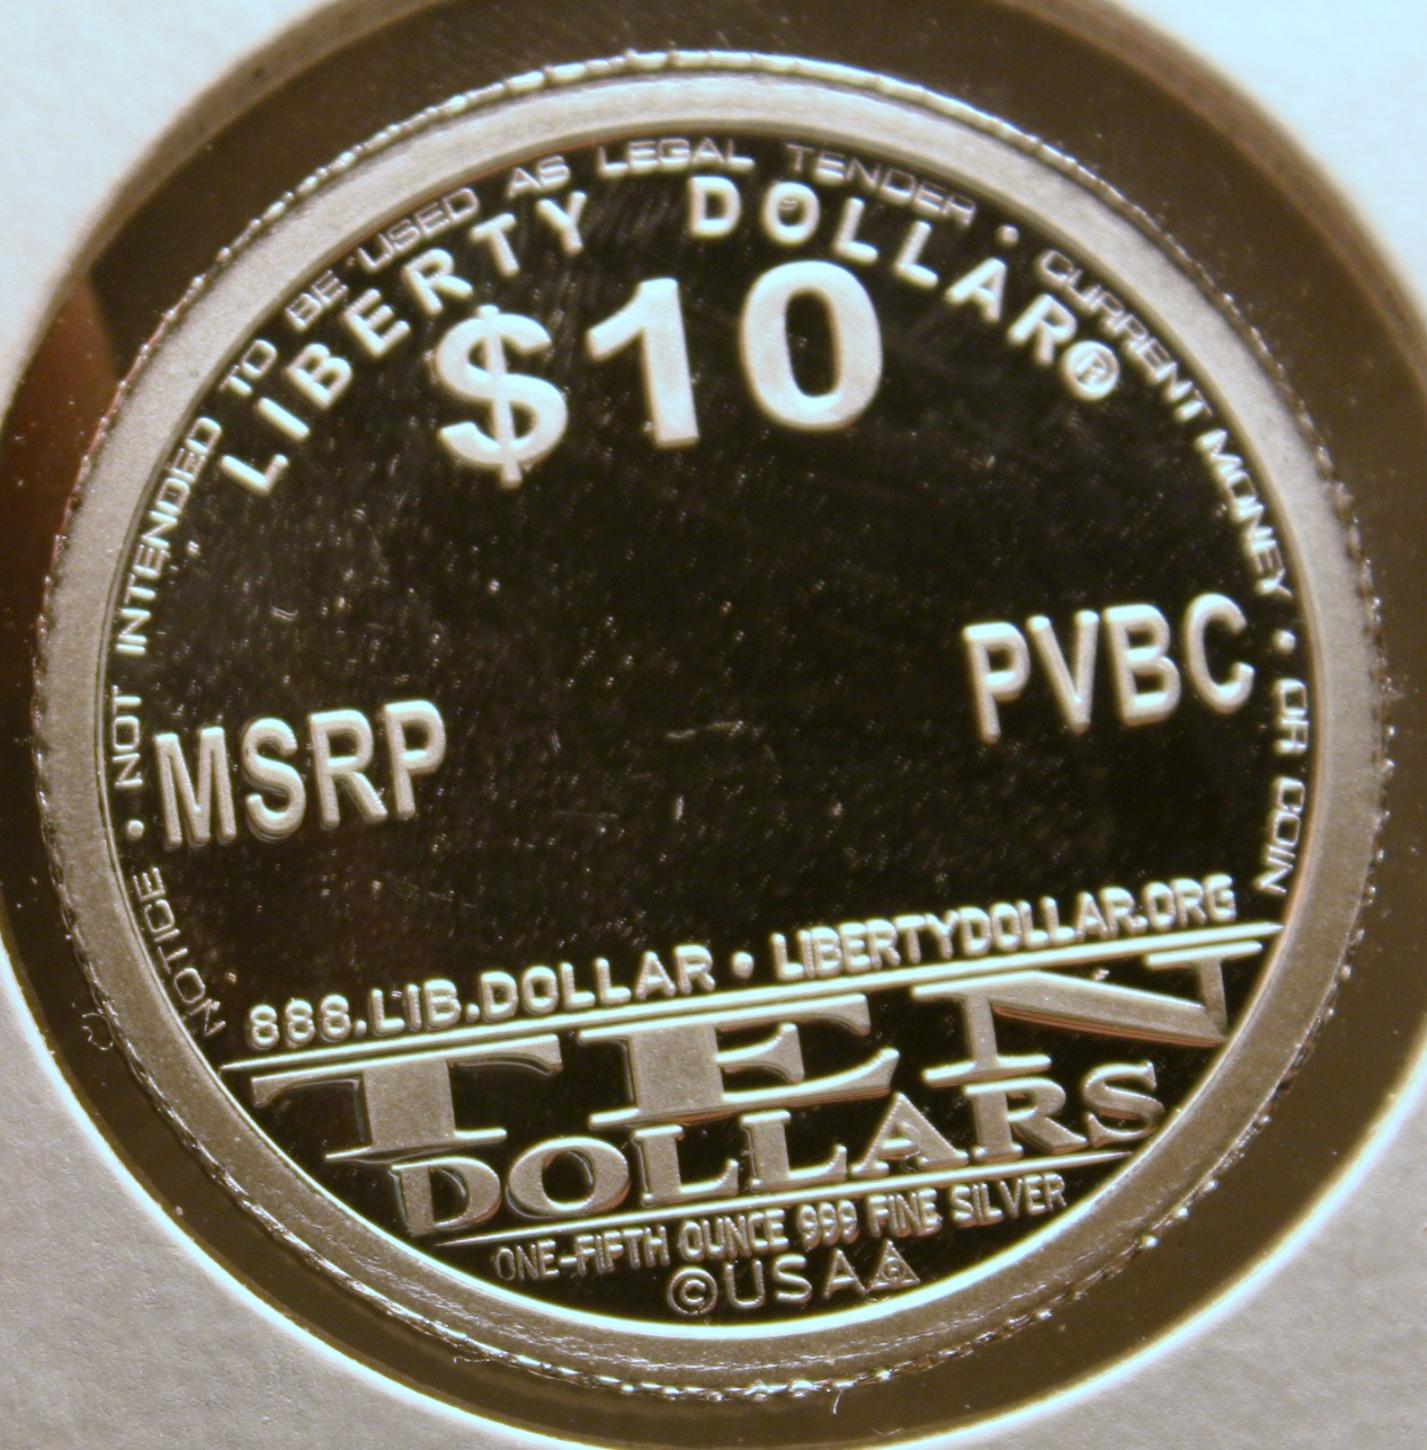 NOTICE • NOT INTENDED TO BE USED AS LEGAL TENDER • CURRENT MONEY • OR COIN
LIBERTY DOLLAR®
$10
MSRP
PVBC
888.LIB.DOLLAR • LIBERTYDOLLAR.ORG
TEN
DOLLARS
ONE-FIFTH OUNCE 999 FINE SILVER
©USA